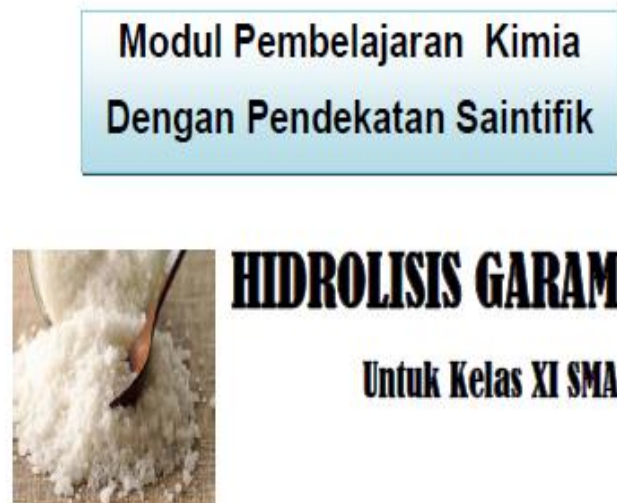 Modul Pembelajaran Kimia
Dengan Pendekatan Saintifik
HIDROLISIS GARAM
Untuk Kelas XI SMA